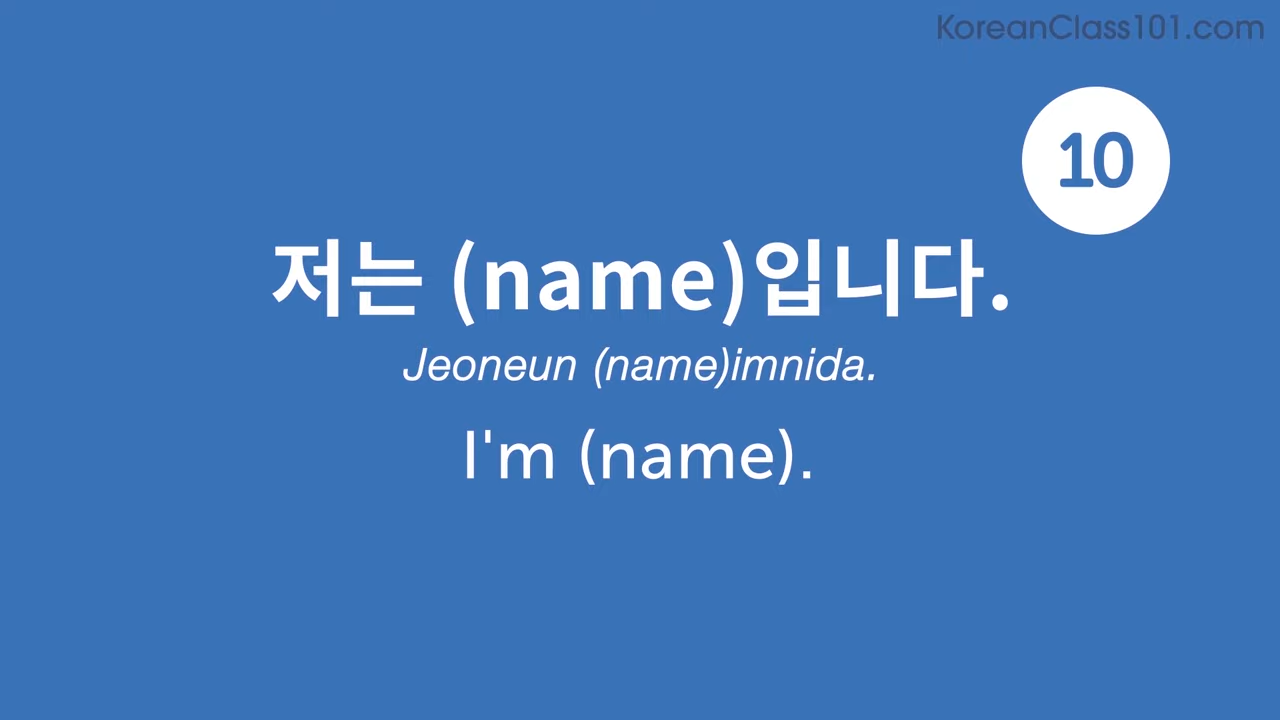 KoreanClass101.com
10
저는 (name)입니다.
Jeoneun (name)imnida.
I'm (name).